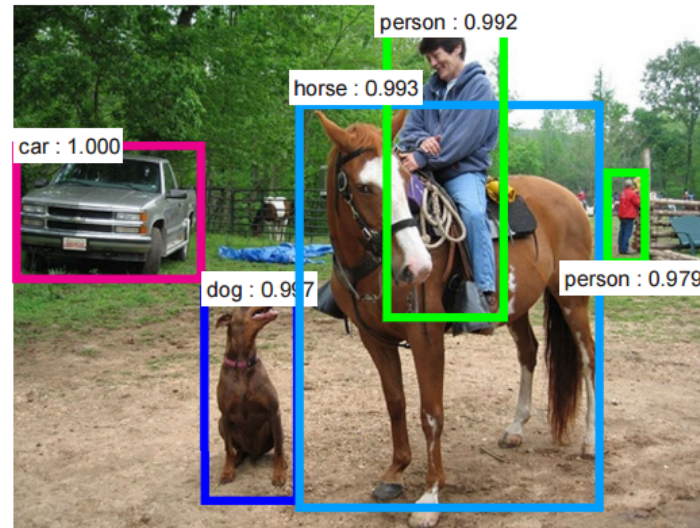 person : 0.992
horse : 0.993
car : 1.000
dog : 0.997
person : 0.979